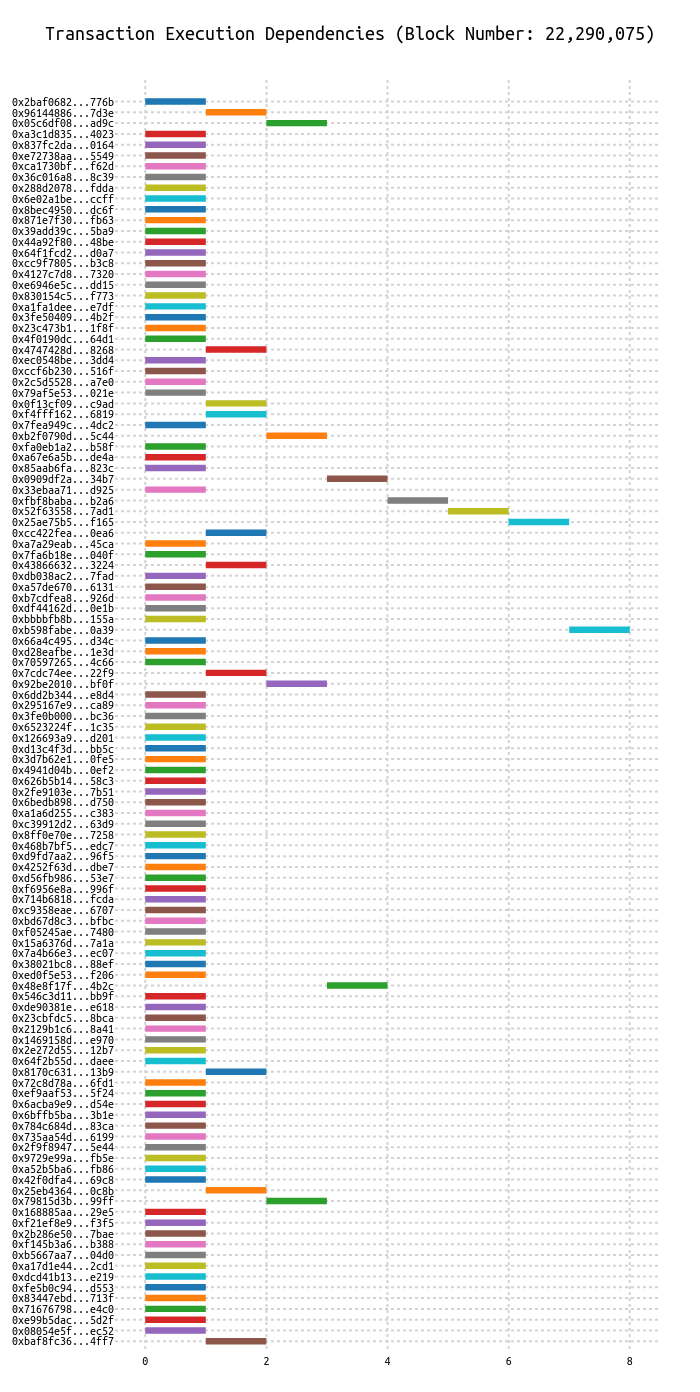 Transaction Execution Dependencies (Block Number: 22,290,075)
0x2baf0682...776b
0x96144886...7d3e
0x05c6df08...ad9c
0xa3c1d835...4023
0x837fc2da...0164
0xe72738aa...5549
0xca1730bf...f62d
0x36c016a8...8c39
0x288d2078...fdda
0x6e02a1be...ccff
0x8bec4950...dc6f
0x871e7f30...fb63
0x39add39c...5ba9
0x44a92f80...48be
0x64f1fcd2...d0a7
0xcc9f7805...b3c8
0x4127c7d8...7320
0xe6946e5c...dd15
0x830154c5...f773
0xa1fa1dee...e7df
0x3fe50409...4b2f
0x23c473b1...1f8f
0x4f0190dc...64d1
0x4747428d...8268
0xec0548be...3dd4
0xccf6b230...516f
0x2c5d5528...a7e0
0x79af5e53...021e
0x0f13cf09...c9ad
0xf4fff162...6819
0x7fea949c...4dc2
0xb2f0790d...5c44
0xfa0eb1a2...b58f
0xa67e6a5b...de4a
0x85aab6fa...823c
0x0909df2a...34b7
0x33ebaa71...d925
0xfbf8baba...b2a6
0x52f63558...7ad1
0x25ae75b5...f165
0xcc422fea...0ea6
0xa7a29eab...45ca
0x7fa6b18e...040f
0x43866632...3224
0xdb038ac2...7fad
0xa57de670...6131
0xb7cdfea8...926d
0xdf44162d...0e1b
0xbbbbfb8b...155a
0xb598fabe...0a39
0x66a4c495...d34c
0xd28eafbe...1e3d
0x70597265...4c66
0x7cdc74ee...22f9
0x92be2010...bf0f
0x6dd2b344...e8d4
0x295167e9...ca89
0x3fe0b000...bc36
0x6523224f...1c35
0x126693a9...d201
0xd13c4f3d...bb5c
0x3d7b62e1...0fe5
0x4941d04b...0ef2
0x626b5b14...58c3
0x2fe9103e...7b51
0x6bedb898...d750
0xa1a6d255...c383
0xc39912d2...63d9
0x8ff0e70e...7258
0x468b7bf5...edc7
0xd9fd7aa2...96f5
0x4252f63d...dbe7
0xd56fb986...53e7
0xf6956e8a...996f
0x714b6818...fcda
0xc9358eae...6707
0xbd67d8c3...bfbc
0xf05245ae...7480
0x15a6376d...7a1a
0x7a4b66e3...ec07
0x38021bc8...88ef
0xed0f5e53...f206
0x48e8f17f...4b2c
0x546c3d11...bb9f
0xde90381e...e618
0x23cbfdc5...8bca
0x2129b1c6...8a41
0x1469158d...e970
0x2e272d55...12b7
0x64f2b55d...daee
0x8170c631...13b9
0x72c8d78a...6fd1
0xef9aaf53...5f24
0x6acba9e9...d54e
0x6bffb5ba...3b1e
0x784c684d...83ca
0x735aa54d...6199
0x2f9f8947...5e44
0x9729e99a...fb5e
0xa52b5ba6...fb86
0x42f0dfa4...69c8
0x25eb4364...0c8b
0x79815d3b...99ff
0x168885aa...29e5
0xf21ef8e9...f3f5
0x2b286e50...7bae
0xf145b3a6...b388
0xb5667aa7...04d0
0xa17d1e44...2cd1
0xdcd41b13...e219
0xfe5b0c94...d553
0x83447ebd...713f
0x71676798...e4c0
0xe99b5dac...5d2f
0x08054e5f...ec52
0xbaf8fc36...4ff7
0 2 4 6 8